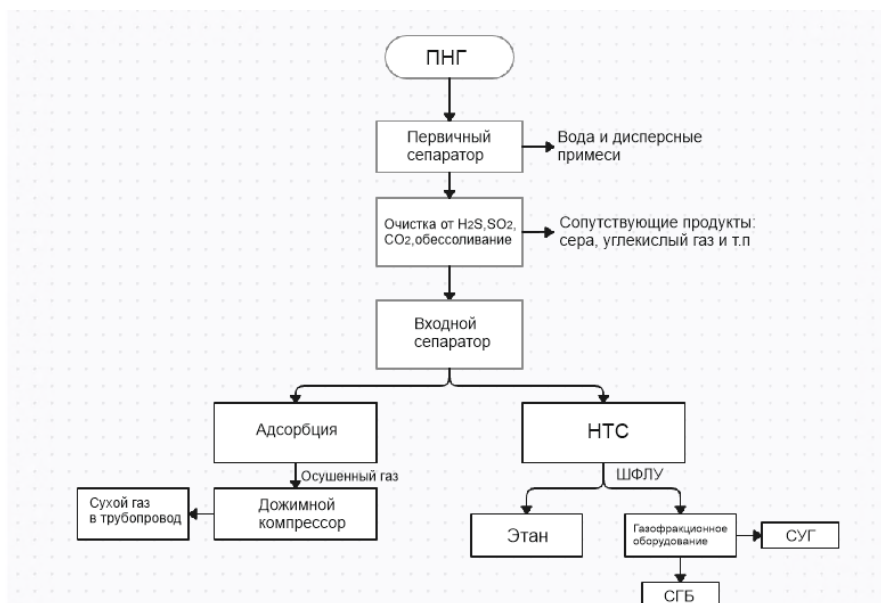 ПНГ
Первичный
сепаратор
Вода и дисперсные
примеси
Очистка от H2S,SO2,
CO2,обессоливание
Сопутствующие продукты:
сера, углекислый газ и т.п
Входной
сепаратор
Адсорбция
НТС
Осушенный газ
ШФЛУ
Сухой газ
в трубопровод
Дожимной
компрессор
Этан
Газофракционное
оборудование
СУГ
СГБ